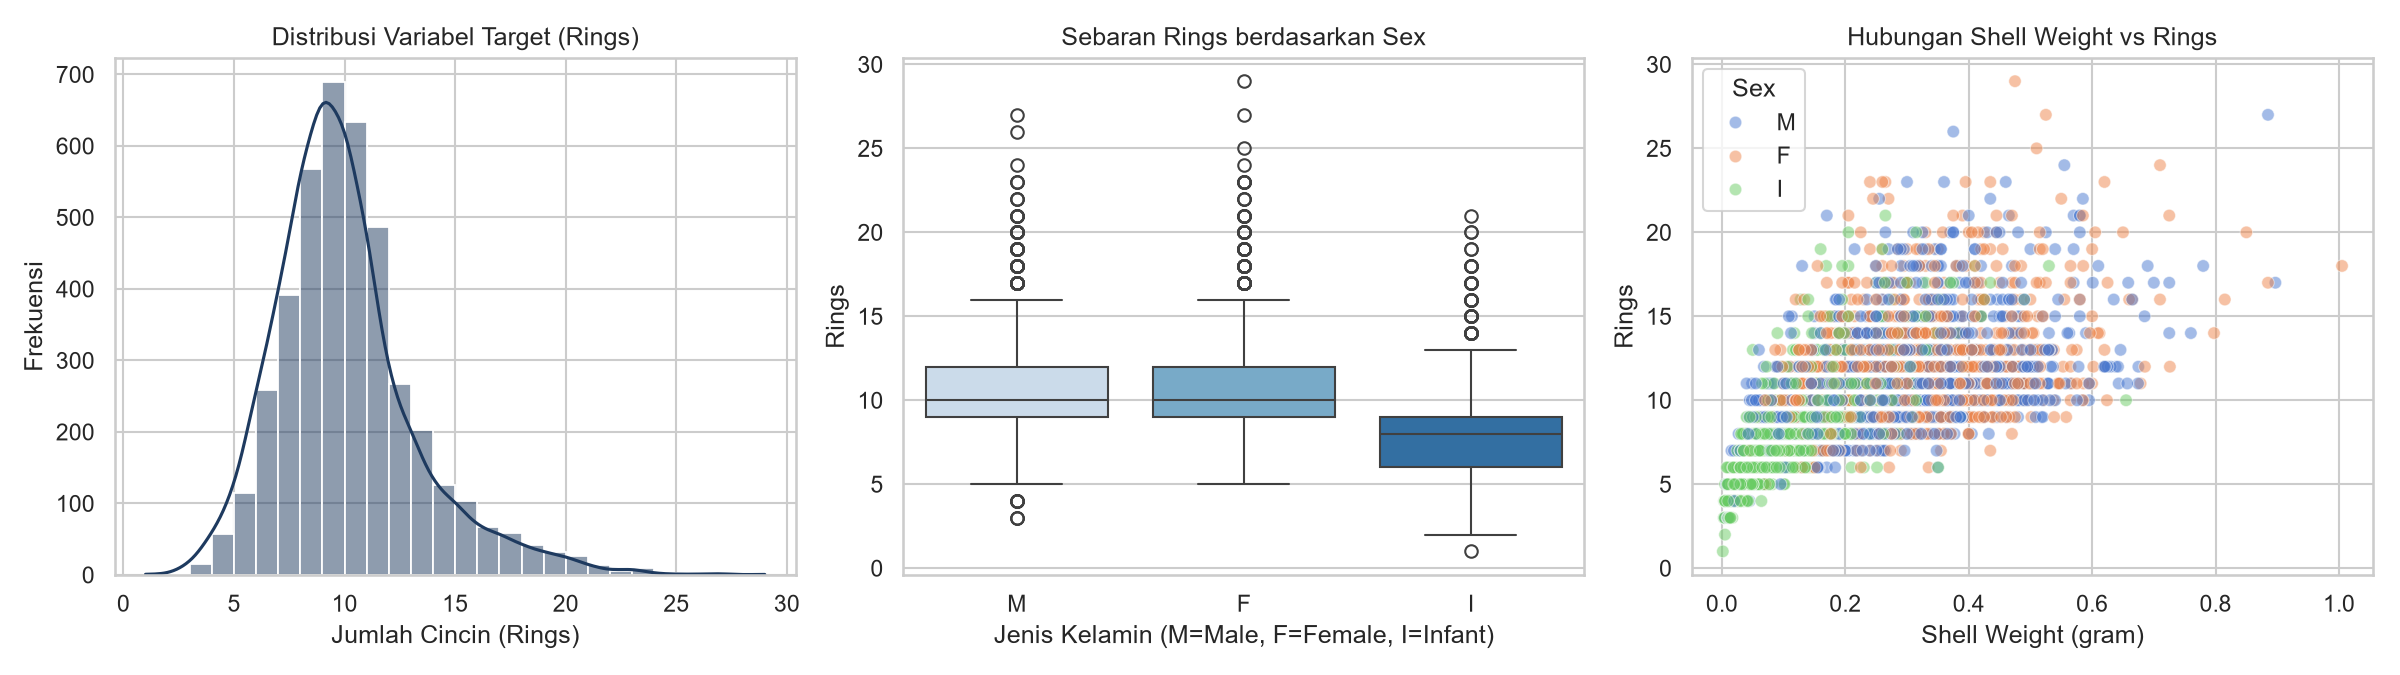 Distribusi Variabel Target (Rings)
700
600
500
400
300
200
100
0
Frekuensi
0 5 10 15 20 25 30
Jumlah Cincin (Rings)
Sebaran Rings berdasarkan Sex
30
25
20
15
10
5
0
Rings
M F I
Jenis Kelamin (M=Male, F=Female, I=Infant)
Hubungan Shell Weight vs Rings
30
25
20
15
10
5
0
Rings
Sex
M
F
I
0.0 0.2 0.4 0.6 0.8 1.0
Shell Weight (gram)